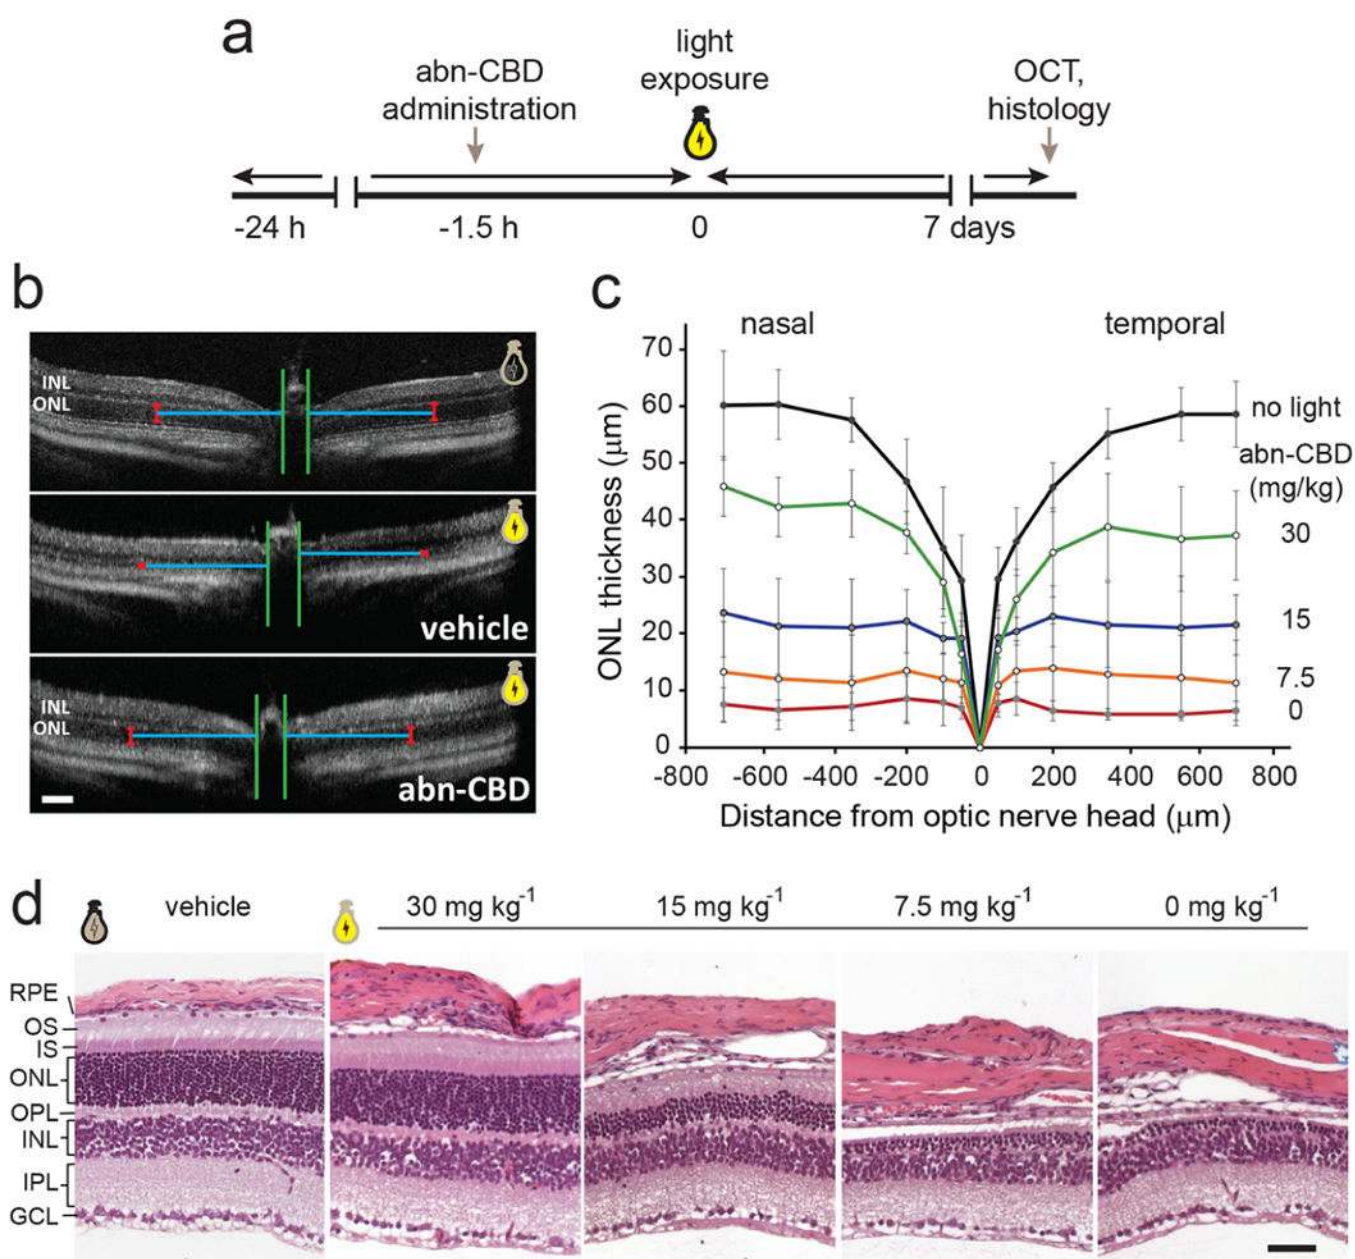 a
abn-CBD
administration
light
exposure
OCT,
histology
-24 h
-1.5 h
0
7 days
b
INL
ONL
vehicle
INL
ONL
abn-CBD
c
nasal
temporal
ONL thickness (μm)
70
60
50
40
30
20
10
0
-800 -600 -400 -200 0 200 400 600 800
Distance from optic nerve head (μm)
no light
abn-CBD
(mg/kg)
30
15
7.5
0
d
vehicle
30 mg kg⁻¹
15 mg kg⁻¹
7.5 mg kg⁻¹
0 mg kg⁻¹
RPE
OS
IS
ONL
OPL
INL
IPL
GCL